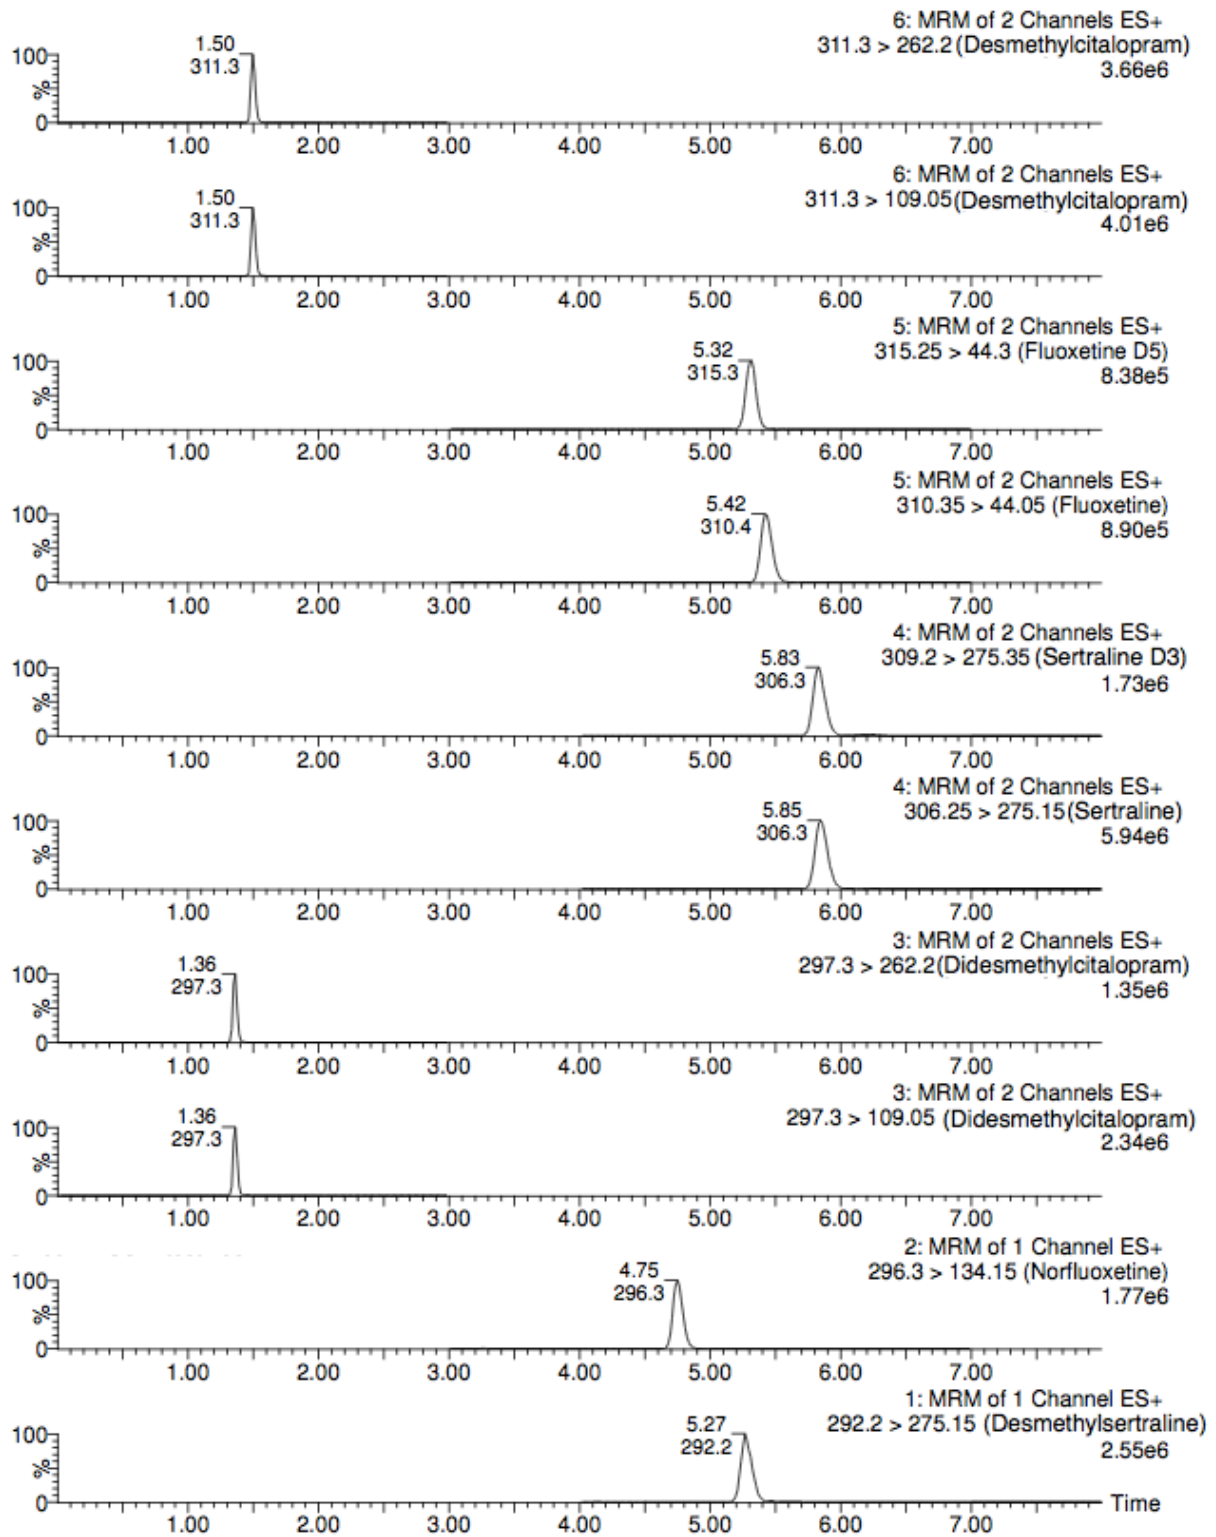 6: MRM of 2 Channels ES+
311.3 > 262.2 (Desmethylcitalopram)
3.66e6
1.50
311.3
100
%
0
1.00 2.00 3.00 4.00 5.00 6.00 7.00
6: MRM of 2 Channels ES+
311.3 > 109.05 (Desmethylcitalopram)
4.01e6
1.50
311.3
100
%
0
1.00 2.00 3.00 4.00 5.00 6.00 7.00
5: MRM of 2 Channels ES+
315.25 > 44.3 (Fluoxetine D5)
8.38e5
5.32
315.3
100
%
0
1.00 2.00 3.00 4.00 5.00 6.00 7.00
5: MRM of 2 Channels ES+
310.35 > 44.05 (Fluoxetine)
8.90e5
5.42
310.4
100
%
0
1.00 2.00 3.00 4.00 5.00 6.00 7.00
4: MRM of 2 Channels ES+
309.2 > 275.35 (Sertraline D3)
1.73e6
5.83
306.3
100
%
0
1.00 2.00 3.00 4.00 5.00 6.00 7.00
4: MRM of 2 Channels ES+
306.25 > 275.15 (Sertraline)
5.94e6
5.85
306.3
100
%
0
1.00 2.00 3.00 4.00 5.00 6.00 7.00
3: MRM of 2 Channels ES+
297.3 > 262.2 (Didesmethylcitalopram)
1.35e6
1.36
297.3
100
%
0
1.00 2.00 3.00 4.00 5.00 6.00 7.00
3: MRM of 2 Channels ES+
297.3 > 109.05 (Didesmethylcitalopram)
2.34e6
1.36
297.3
100
%
0
1.00 2.00 3.00 4.00 5.00 6.00 7.00
2: MRM of 1 Channel ES+
296.3 > 134.15 (Norfluoxetine)
1.77e6
4.75
296.3
100
%
0
1.00 2.00 3.00 4.00 5.00 6.00 7.00
1: MRM of 1 Channel ES+
292.2 > 275.15 (Desmethylsertraline)
2.55e6
5.27
292.2
100
%
0
Time
1.00 2.00 3.00 4.00 5.00 6.00 7.00